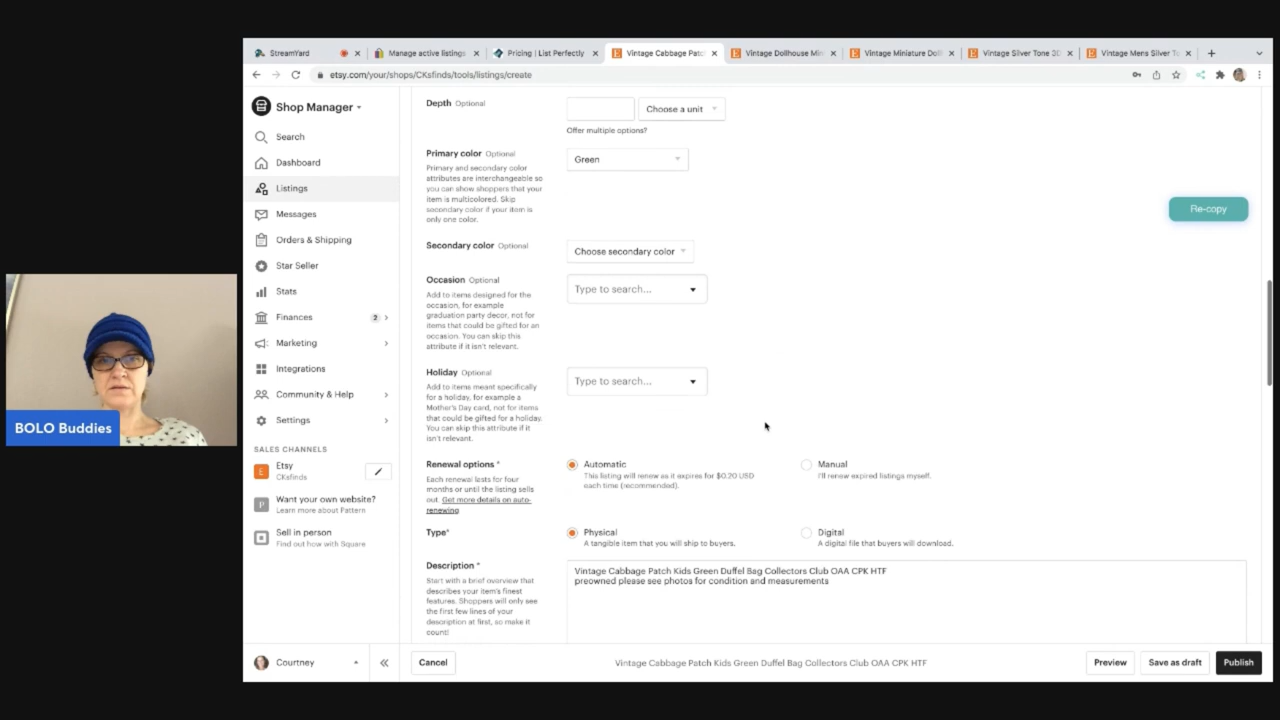 StreamYard
Manage active listings
Pricing | List Perfectly
Vintage Cabbage Patc
Vintage Dollhouse Min
Vintage Miniature Doll
Vintage Silver Tone 3D
Vintage Mens Silver T
etsy.com/your/shops/CKsfinds/tools/listings/create
Shop Manager
Search
Dashboard
Listings
Messages
Orders & Shipping
Star Seller
Stats
Finances 2
Marketing
Integrations
Community & Help
Settings
SALES CHANNELS
E Etsy
CKsfinds
P Want your own website?
Learn more about Pattern
Sell in person
Find out how with Square
Courtney
Depth Optional
Choose a unit
Offer multiple options?
Primary color Optional
Green
Primary and secondary color
attributes are interchangeable so
you can show shoppers that your
item is multicolored. Skip
secondary color if your item is
only one color.
Re-copy
Secondary color Optional
Choose secondary color
Occasion Optional
Type to search...
Add to items designed for the
occasion, for example
graduation party decor, not for
items that could be gifted for an
occasion. You can skip this
attribute if it isn't relevant.
Holiday Optional
Type to search...
Add to items meant specifically
for a holiday, for example a
Mother's Day card, not for items
that could be gifted for a holiday.
You can skip this attribute if it
isn't relevant.
Renewal options *
Each renewal lasts for four
months or until the listing sells
out. Get more details on auto-
renewing
Automatic
This listing will renew as it expires for $0.20 USD
each time (recommended).
Manual
I'll renew expired listings myself.
Type*
Physical
A tangible item that you will ship to buyers.
Digital
A digital file that buyers will download.
Description *
Start with a brief overview that
describes your item's finest
features. Shoppers will only see
the first few lines of your
description at first, so make it
count!
Vintage Cabbage Patch Kids Green Duffel Bag Collectors Club OAA CPK HTF
preowned please see photos for condition and measurements
Cancel
Vintage Cabbage Patch Kids Green Duffel Bag Collectors Club OAA CPK HTF
Preview
Save as draft
Publish
BOLO Buddies